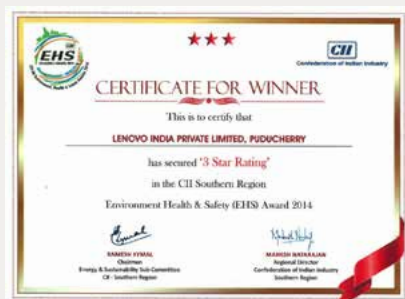 EHS
CII
Confederation of Indian Industry
CERTIFICATE FOR WINNER
This is to certify that
LENOVO INDIA PRIVATE LIMITED, PUDUCHERRY
has secured '3 Star Rating'
in the CII Southern Region
Environment Health & Safety (EHS) Award 2014
RAMESH KYMAL
Chairman
Energy & Sustainability Sub Committee
CII - Southern Region
MAHESH NATARAJAN
Regional Director
Confederation of Indian Industry
Southern Region